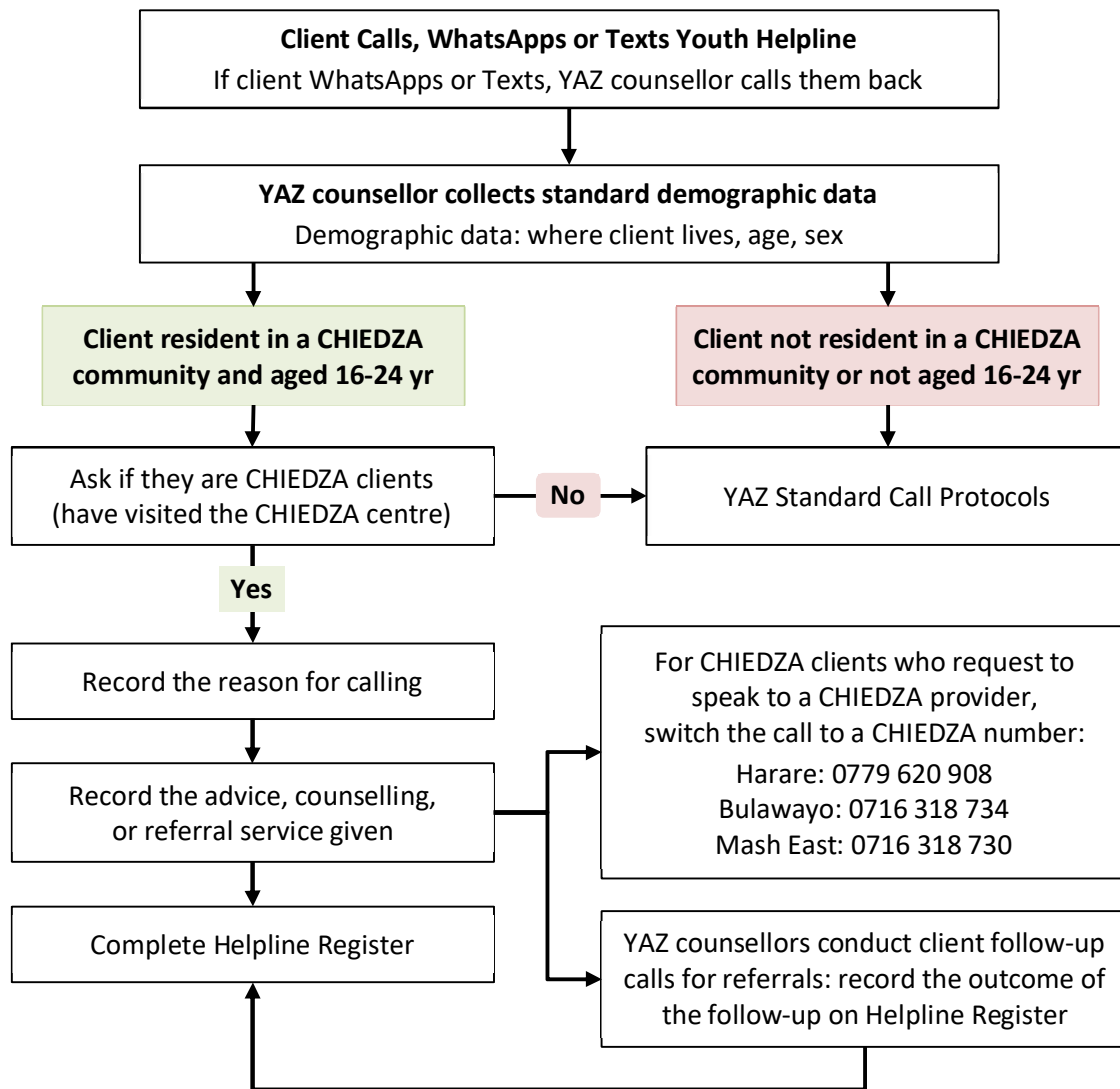 Client Calls, WhatsApps or Texts Youth Helpline
If client WhatsApps or Texts, YAZ counsellor calls them back
YAZ counsellor collects standard demographic data
Demographic data: where client lives, age, sex
Client resident in a CHIEDZA
community and aged 16-24 yr
Client not resident in a CHIEDZA
community or not aged 16-24 yr
Ask if they are CHIEDZA clients
(have visited the CHIEDZA centre)
No
YAZ Standard Call Protocols
Yes
Record the reason for calling
For CHIEDZA clients who request to
speak to a CHIEDZA provider,
switch the call to a CHIEDZA number:
Harare: 0779 620 908
Bulawayo: 0716 318 734
Mash East: 0716 318 730
Record the advice, counselling,
or referral service given
Complete Helpline Register
YAZ counsellors conduct client follow-up
calls for referrals: record the outcome of
the follow-up on Helpline Register